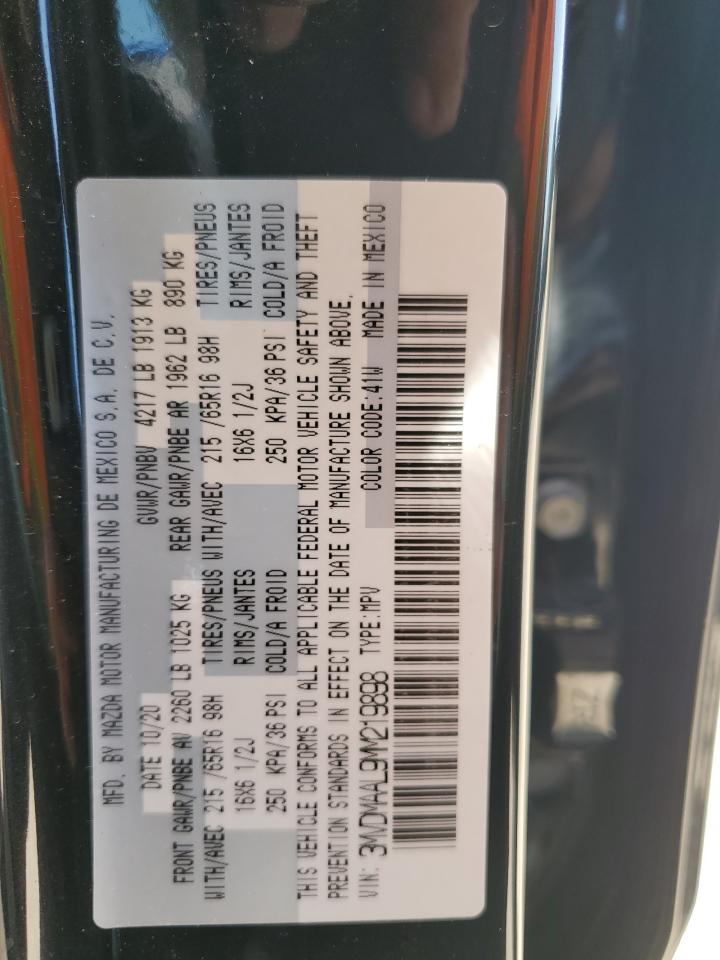 MFD. BY MAZDA MOTOR MANUFACTURING DE MEXICO S.A. DE C.V.
DATE 10/20 GVWR/PNBV 4217 LB 1913 KG
FRONT GAWR/PNBE AV 2260 LB 1025 KG REAR GAWR/PNBE AR 1962 LB 890 KG
WITH/AVEC 215 /65R16 98H TIRES/PNEUS WITH/AVEC 215 /65R16 98H TIRES/PNEUS
16X6 1/2J RIMS/JANTES 16X6 1/2J RIMS/JANTES
250 KPA/36 PSI COLD/A FROID 250 KPA/36 PSI COLD/A FROID
THIS VEHICLE CONFORMS TO ALL APPLICABLE FEDERAL MOTOR VEHICLE SAFETY AND THEFT
PREVENTION STANDARDS IN EFFECT ON THE DATE OF MANUFACTURE SHOWN ABOVE.
VIN: 3MVDMAAL9MM219898 TYPE:MPV COLOR CODE:41W MADE IN MEXICO